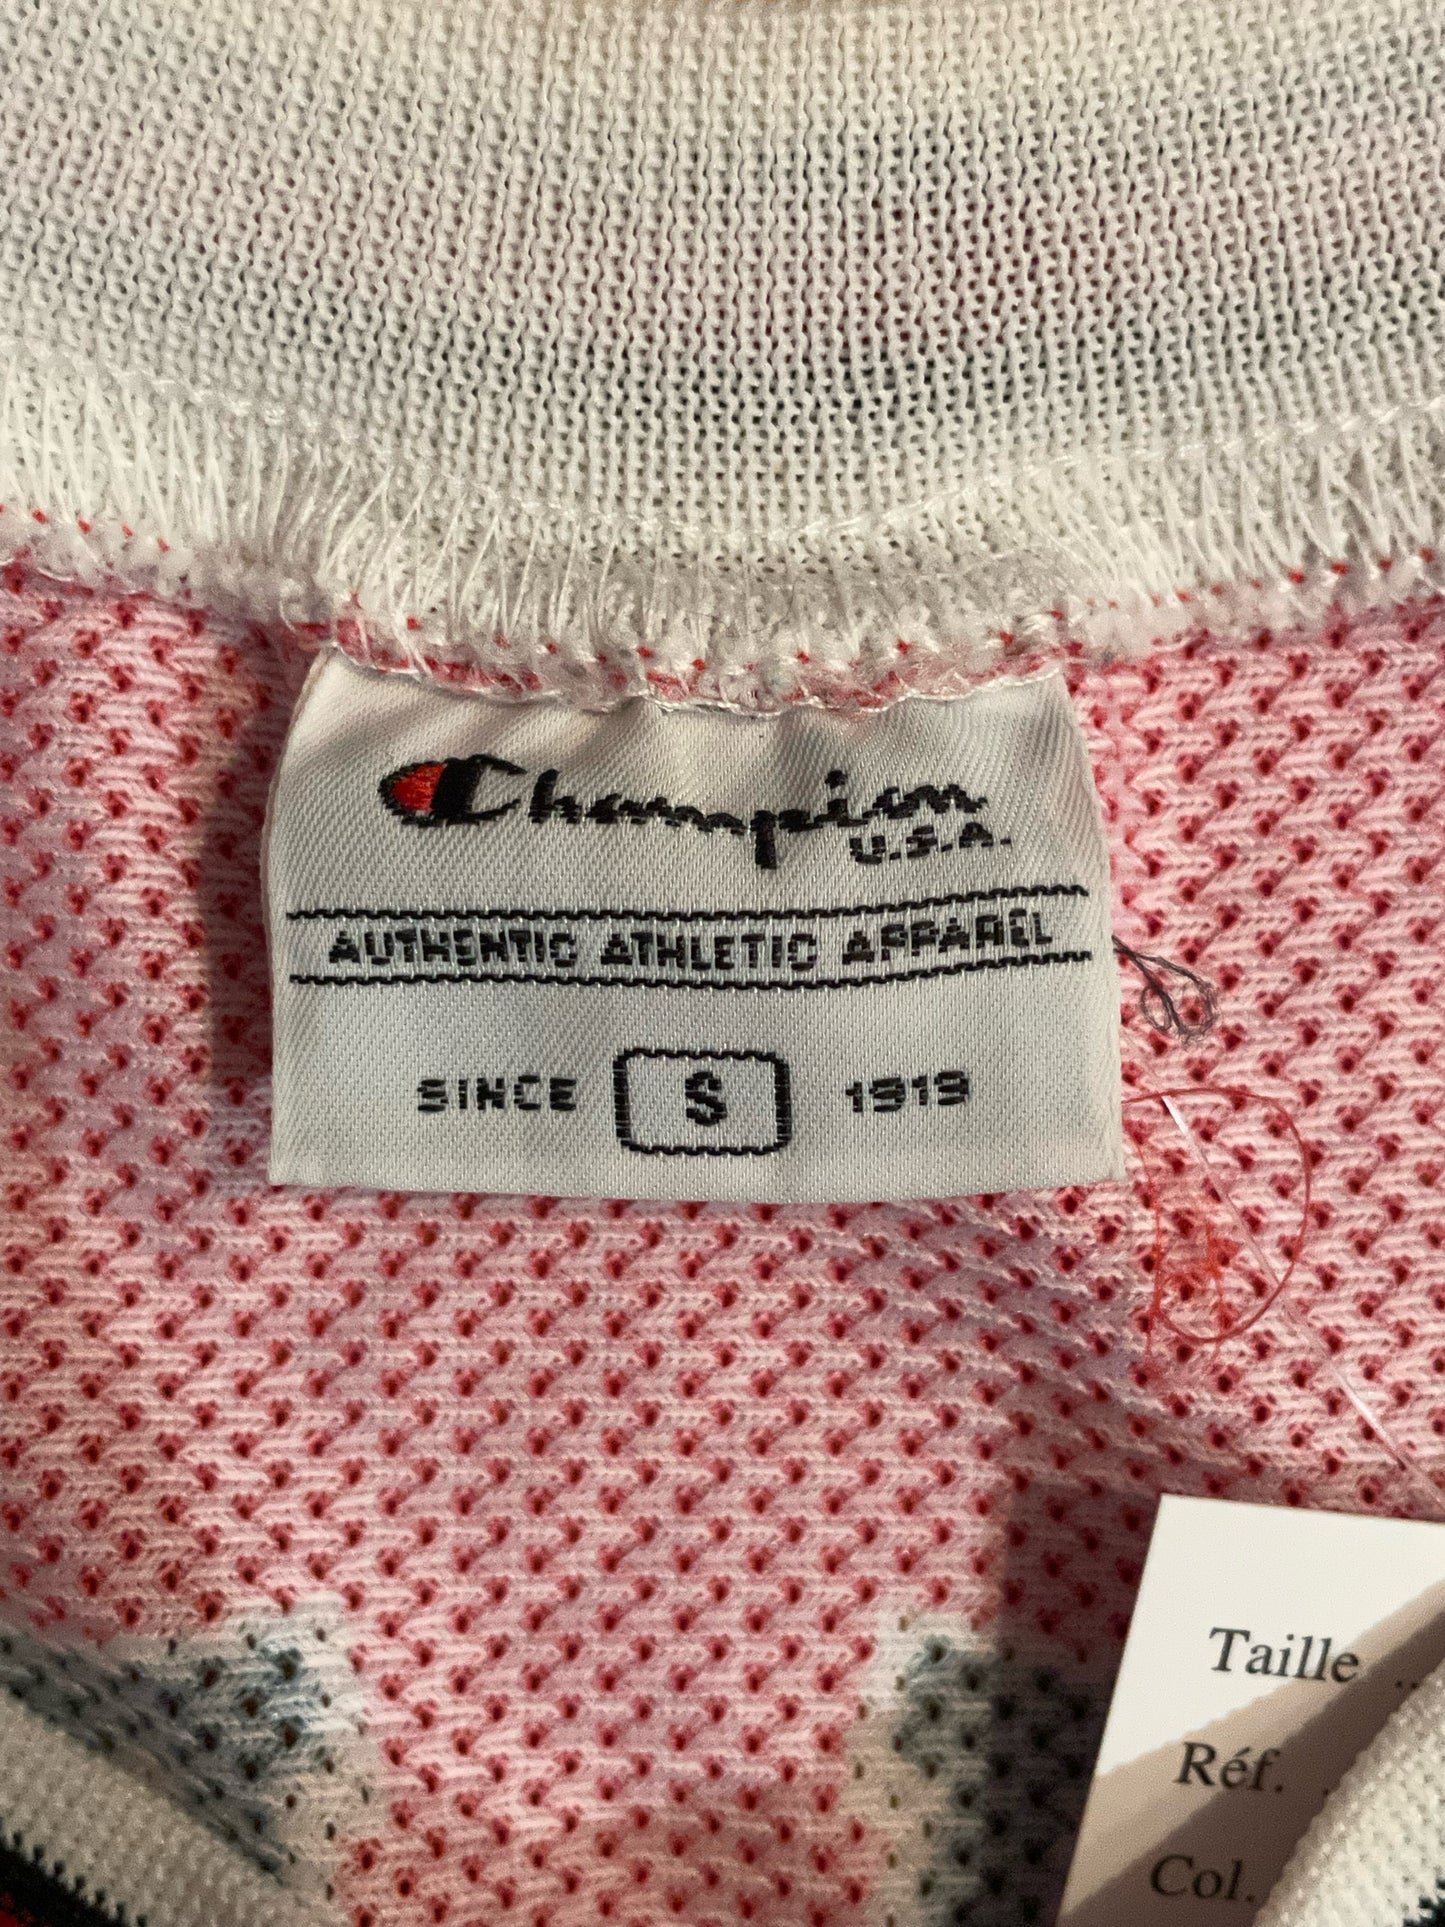 Champion
U.S.A.
AUTHENTIC ATHLETIC APPAREL
SINCE S 1919
Taille ..
Réf. .
Col.